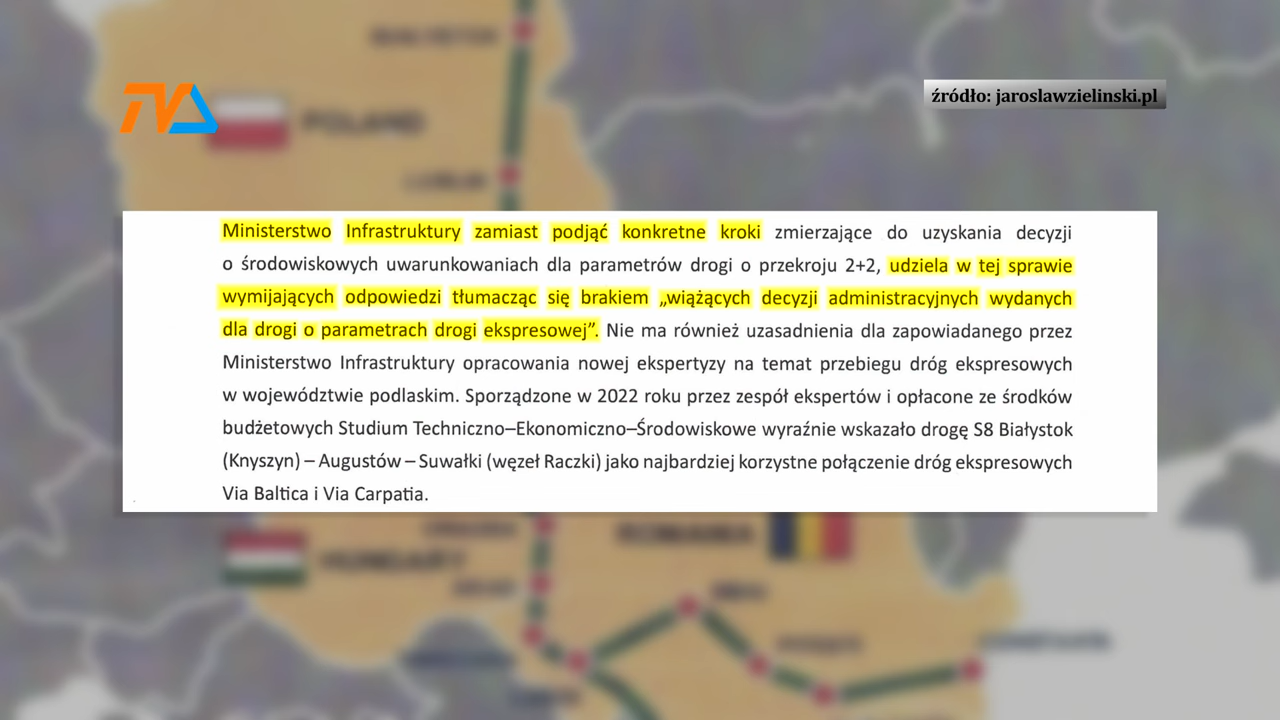 TVA
źródło: jaroslawzielinski.pl
POLAND
Ministerstwo Infrastruktury zamiast podjąć konkretne kroki zmierzające do uzyskania decyzji
o środowiskowych uwarunkowaniach dla parametrów drogi o przekroju 2+2, udziela w tej sprawie
wymijających odpowiedzi tłumacząc się brakiem „wiążących decyzji administracyjnych wydanych
dla drogi o parametrach drogi ekspresowej”. Nie ma również uzasadnienia dla zapowiadanego przez
Ministerstwo Infrastruktury opracowania nowej ekspertyzy na temat przebiegu dróg ekspresowych
w województwie podlaskim. Sporządzone w 2022 roku przez zespół ekspertów i opłacone ze środków
budżetowych Studium Techniczno–Ekonomiczno–Środowiskowe wyraźnie wskazało drogę S8 Białystok
(Knyszyn) – Augustów – Suwałki (węzeł Raczki) jako najbardziej korzystne połączenie dróg ekspresowych
Via Baltica i Via Carpatia.
HUNGARY
ROMANIA